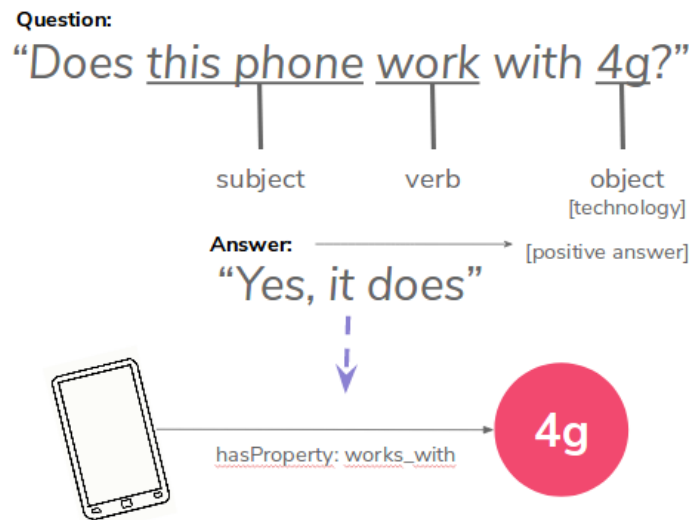 Question:
“Does this phone work with 4g?”
subject verb object
[technology]
Answer: [positive answer]
“Yes, it does”
4g
hasProperty: works_with